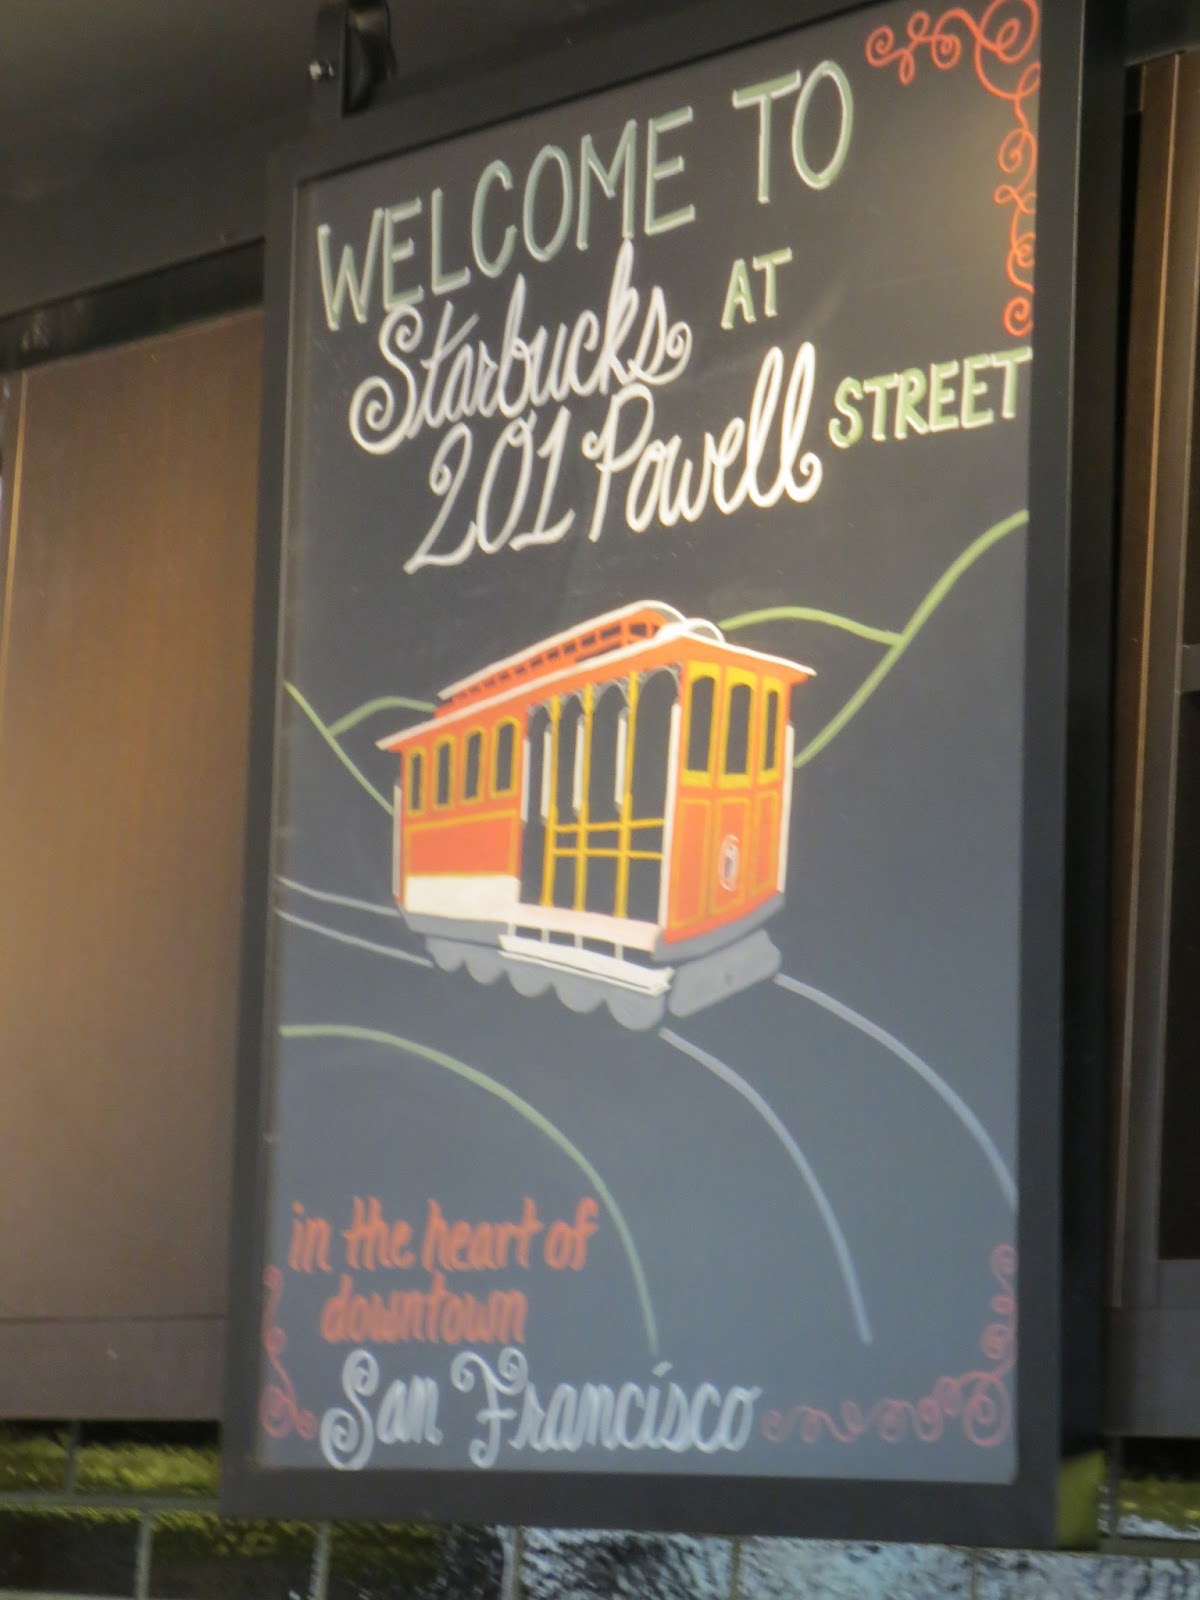 WELCOME TO
Starbucks AT
201 Powell STREET
in the heart of
downtown
San Francisco